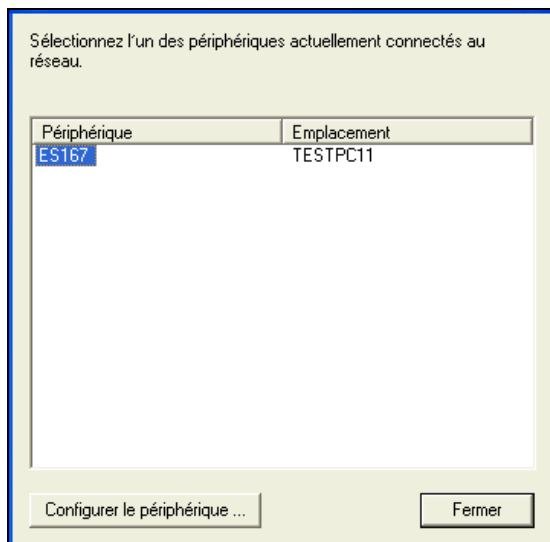 Sélectionnez l'un des périphériques actuellement connectés au
réseau.
Périphérique Emplacement
ES167 TESTPC11
Configurer le périphérique ... Fermer